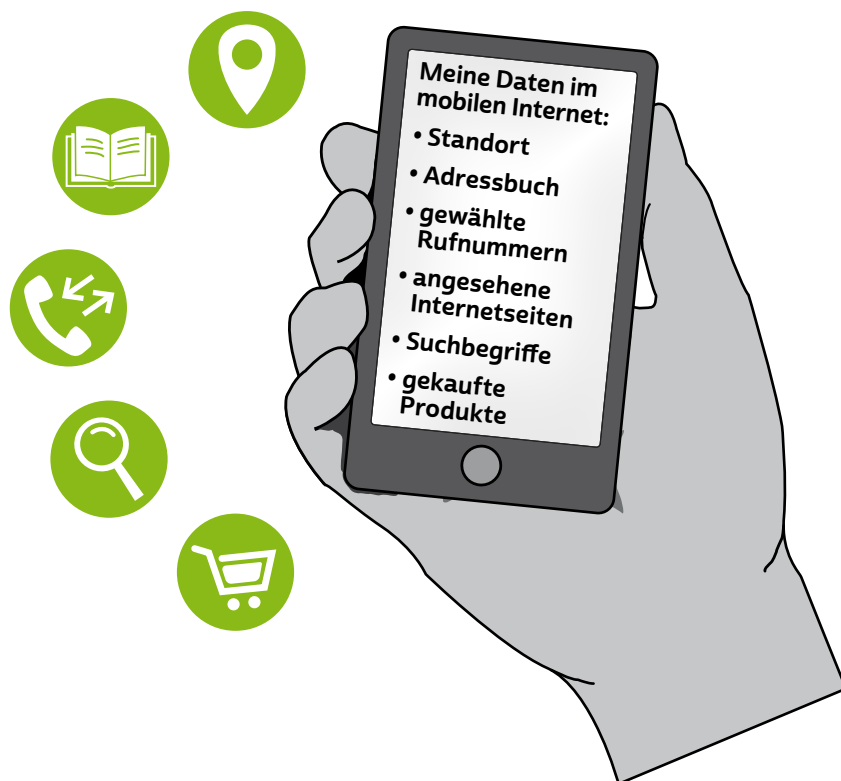 Meine Daten im
mobilen Internet:
• Standort
• Adressbuch
• gewählte
Rufnummern
• angesehene
Internetseiten
• Suchbegriffe
• gekaufte
Produkte